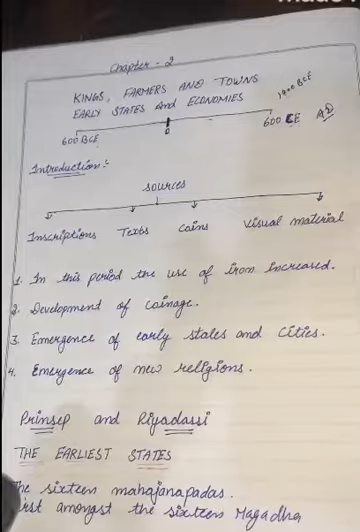 Chapter - 2
KINGS, FARMERS AND TOWNS
EARLY STATES and ECONOMIES
1900 BCE
600 BCE
0
600 CE AD
Introduction:-
sources
Inscriptions Texts Coins Visual material
1. In this period the use of iron increased.
2. Development of coinage.
3. Emergence of early states and cities.
4. Emergence of new religions.
Prinsep and Piyadassi
THE EARLIEST STATES
The sixteen mahajanapadas.
First amongst the sixteen Magadha